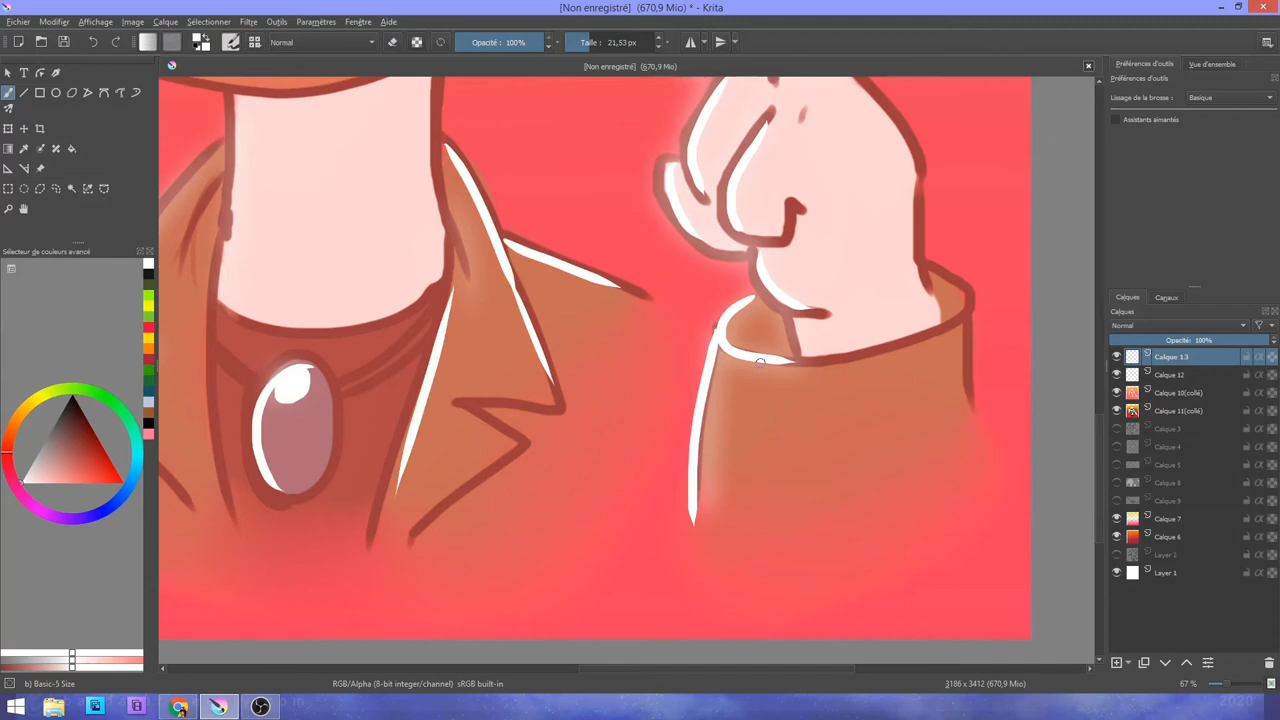 [Non enregistré] (670,9 Mio) * - Krita
Fichier Modifier Affichage Image Calque Sélectionner Filtre Outils Paramètres Fenêtre Aide
Normal Opacité : 100% Taille : 21,53 px
[Non enregistré] (670,9 Mio)
Préférences d'outils Vue d'ensemble
Préférences d'outils
Lissage de la brosse : Basique
Assistants aimantés
Sélecteur de couleurs avancé
Calques Canaux
Calques
Normal
Opacité: 100%
Calque 13
Calque 12
Calque 10(collé)
Calque 11(collé)
Calque 3
Calque 4
Calque 5
Calque 8
Calque 9
Calque 7
Calque 6
Layer 2
Layer 1
b) Basic-5 Size RGB/Alpha (8-bit integer/channel) sRGB built-in 3186 x 3412 (670,9 Mio) 67 %
2020